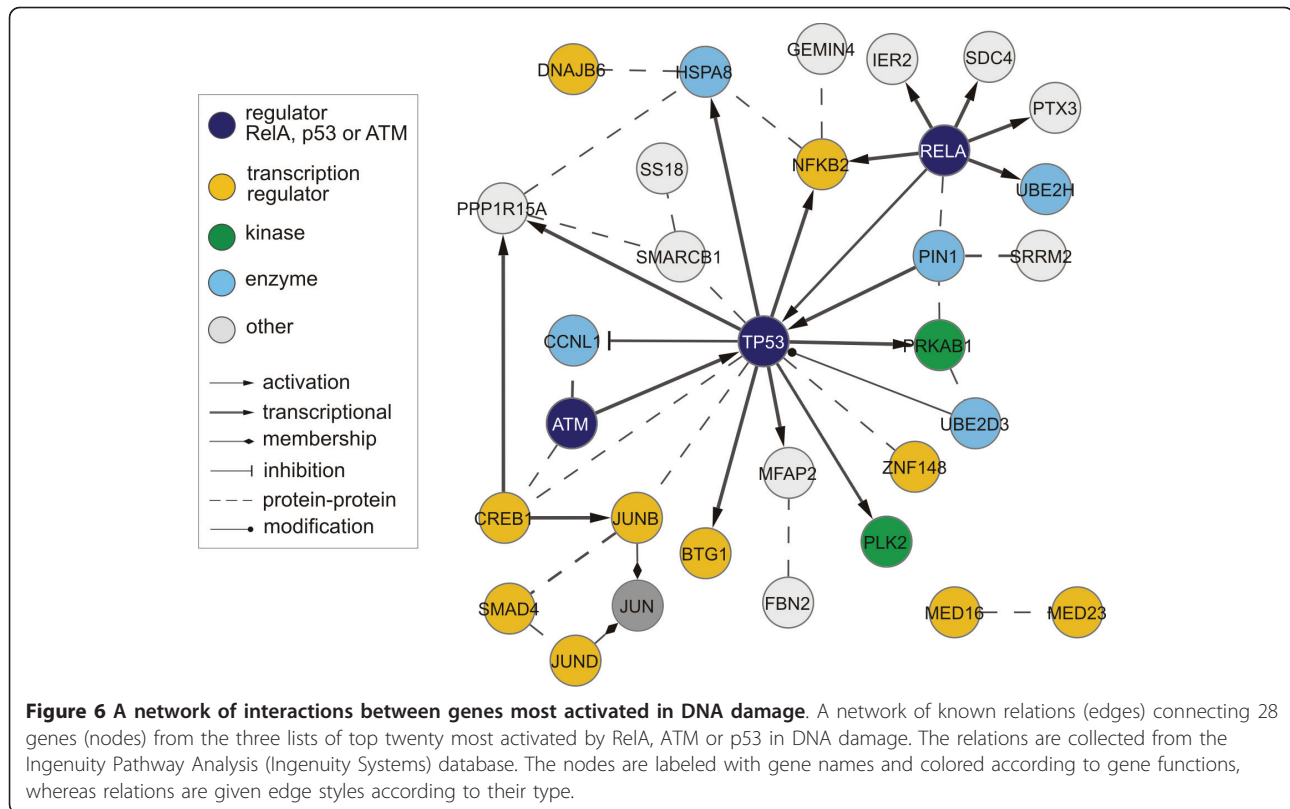 regulator
RelA, p53 or ATM
transcription
regulator
kinase
enzyme
other
activation
transcriptional
membership
inhibition
protein-protein
modification
GEMIN4
IER2
SDC4
DNAJB6
HSPA8
PTX3
RELA
NFKB2
SS18
UBE2H
PPP1R15A
SMARCB1
PIN1
SRRM2
CCNL1
TP53
PRKAB1
ATM
UBE2D3
MFAP2
ZNF148
CREB1
JUNB
BTG1
PLK2
SMAD4
JUN
FBN2
MED16
MED23
JUND
Figure 6 A network of interactions between genes most activated in DNA damage. A network of known relations (edges) connecting 28
genes (nodes) from the three lists of top twenty most activated by RelA, ATM or p53 in DNA damage. The relations are collected from the
Ingenuity Pathway Analysis (Ingenuity Systems) database. The nodes are labeled with gene names and colored according to gene functions,
whereas relations are given edge styles according to their type.